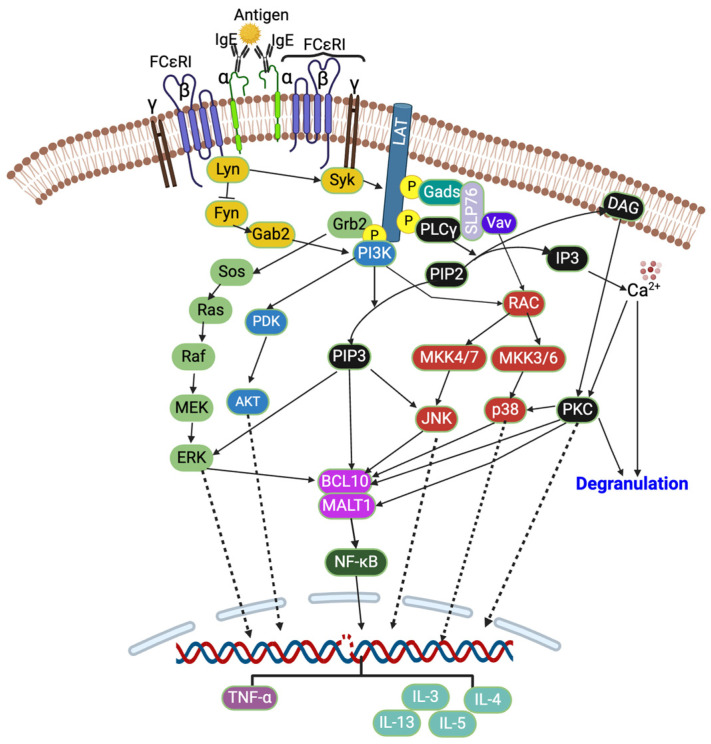 Antigen
IgE
IgE
FCεRI
FCεRI
γ
β
α
α
β
γ
LAT
Lyn
Syk
P
Gads
SLP76
DAG
Fyn
Gab2
Grb2
P
P
PLCγ
Vav
PI3K
PIP2
IP3
Sos
Ca2+
Ras
PDK
RAC
Raf
PIP3
MKK4/7
MKK3/6
MEK
AKT
JNK
p38
PKC
ERK
BCL10
MALT1
Degranulation
NF-κB
TNF-α
IL-3
IL-4
IL-13
IL-5